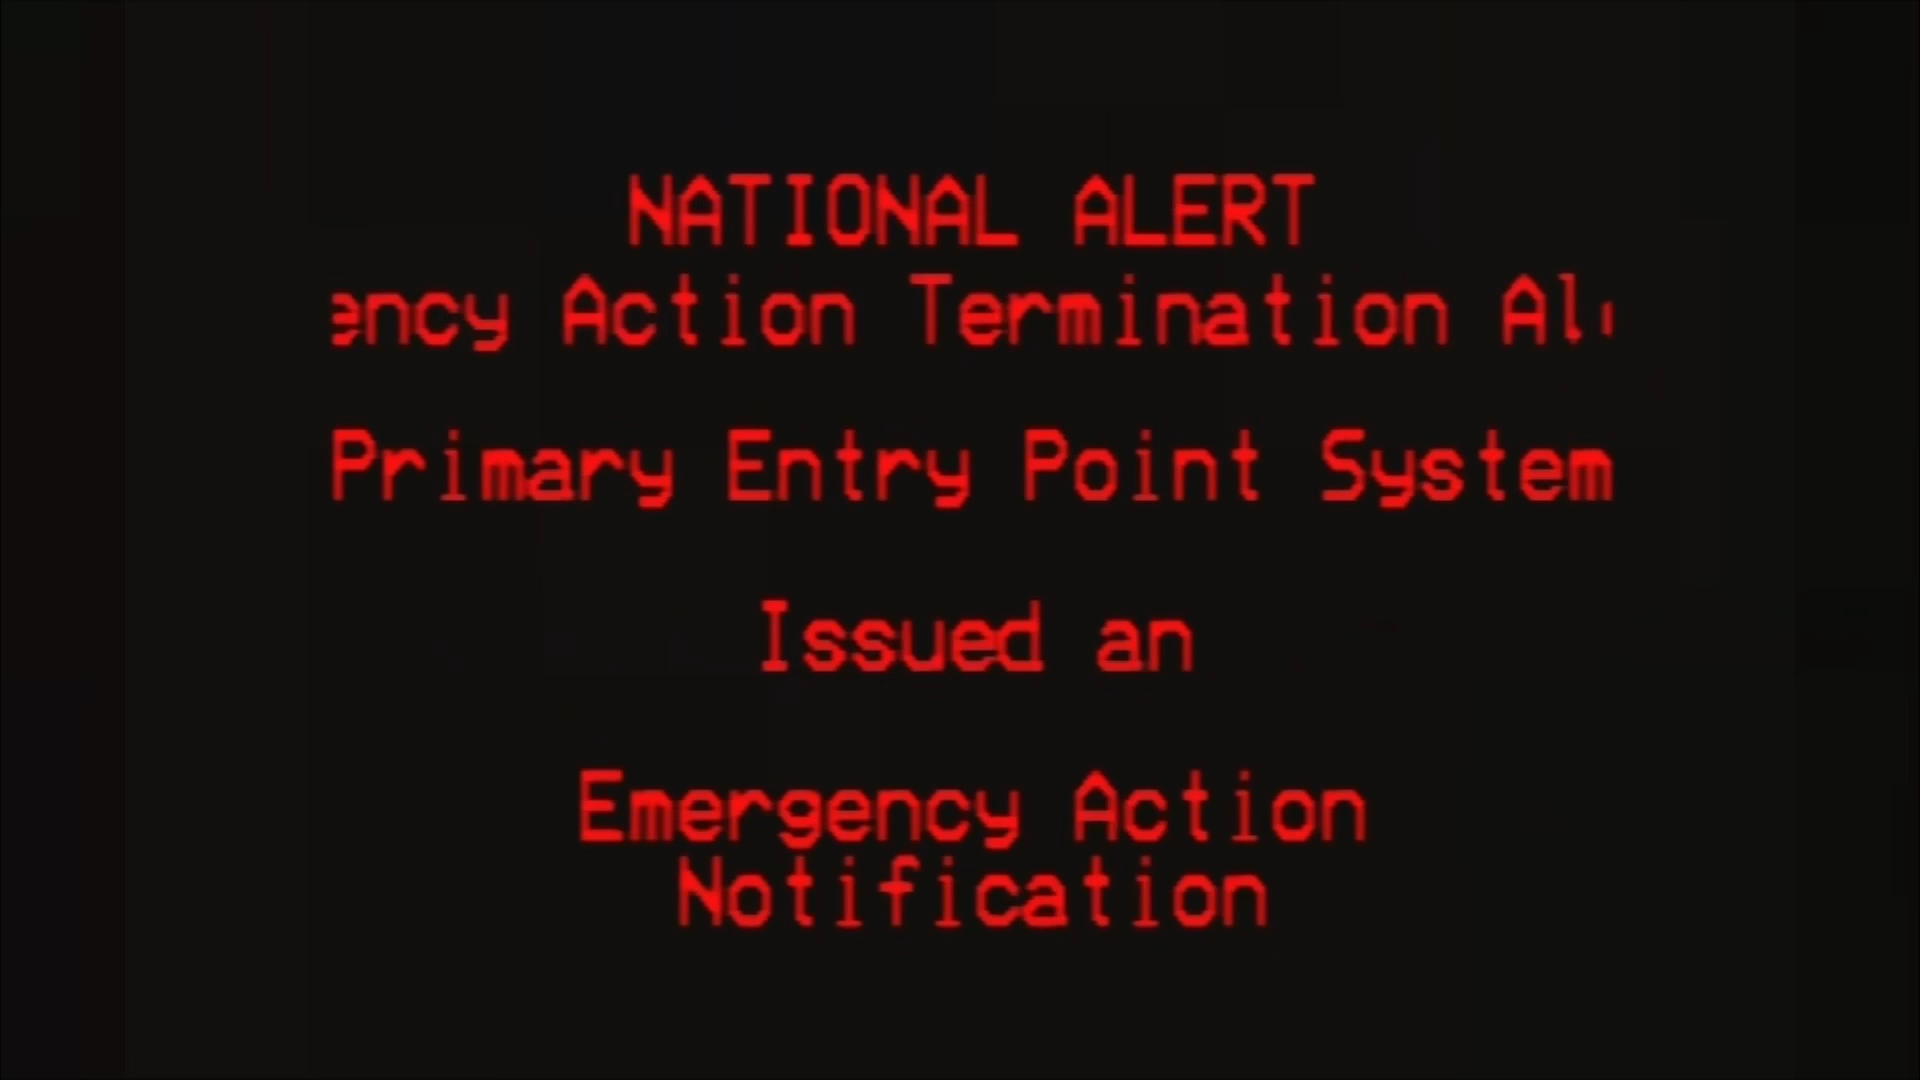 NATIONAL ALERT
ency Action Termination Al
Primary Entry Point System
Issued an
Emergency Action
Notification